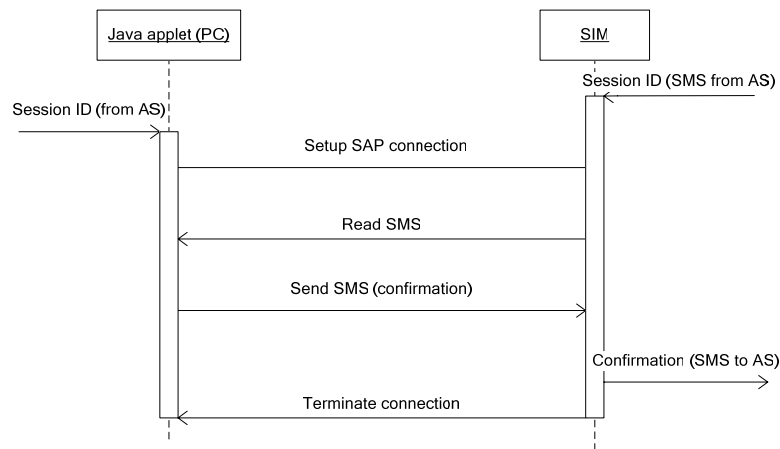 Java applet (PC)
SIM
Session ID (SMS from AS)
Session ID (from AS)
Setup SAP connection
Read SMS
Send SMS (confirmation)
Confirmation (SMS to AS)
Terminate connection